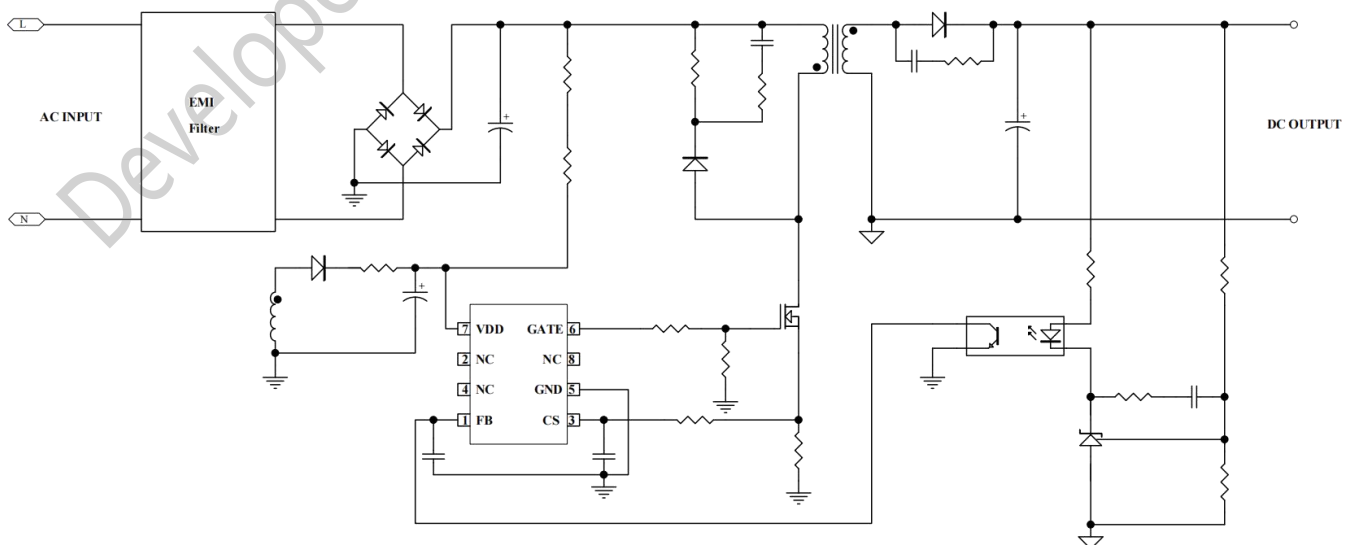 L
AC INPUT
N
EMI
Filter
DC OUTPUT
+
+
+
7 VDD
GATE 6
2 NC
NC 8
4 NC
GND 5
1 FB
CS 3